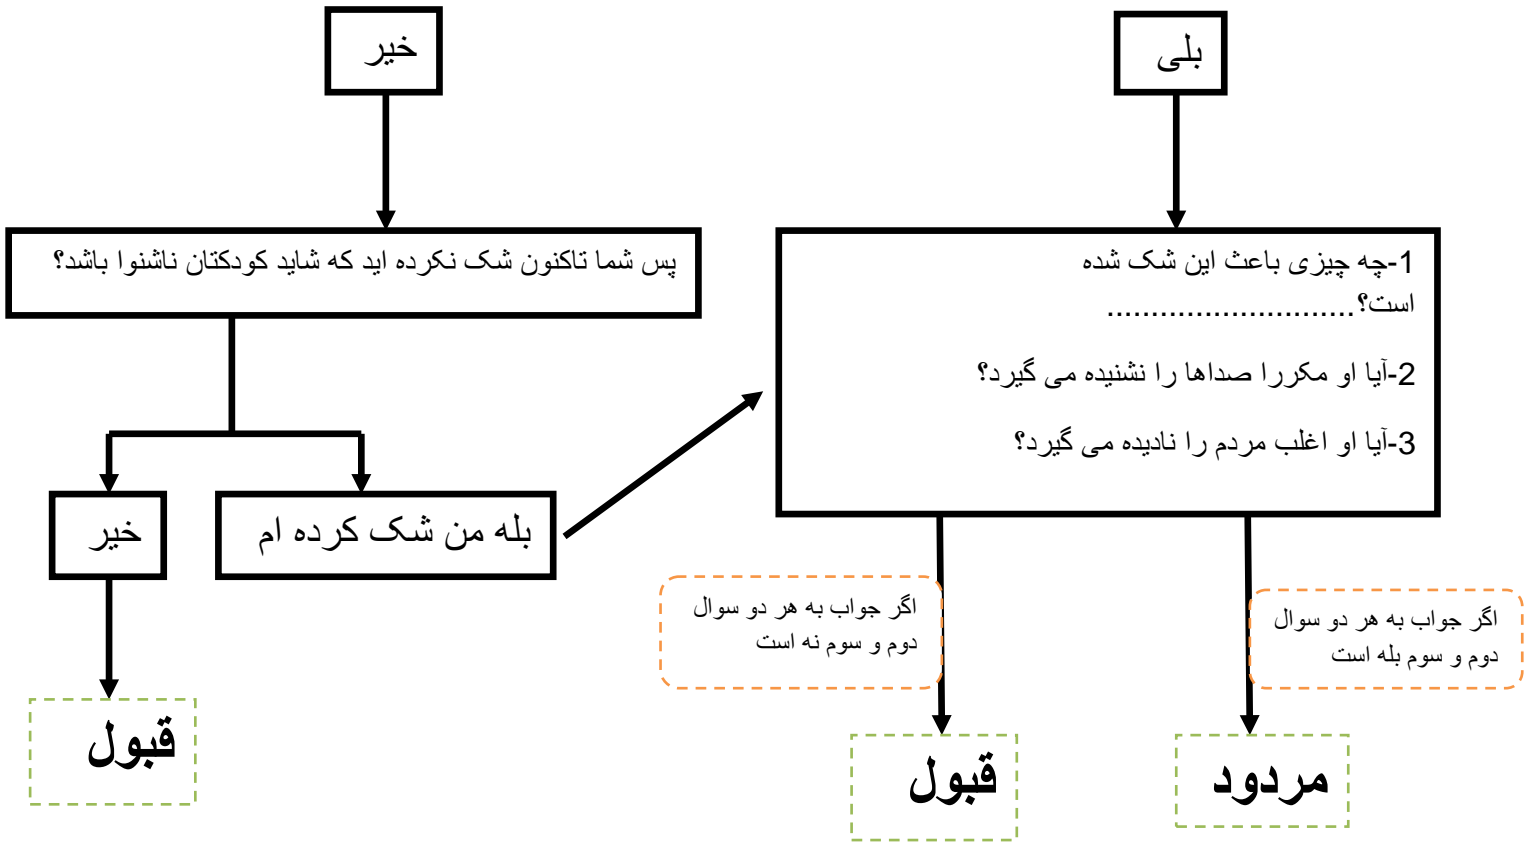 بلی
خیر
پس شما تاکنون شک نکرده اید که شاید کودکتان ناشنوا باشد؟
1-چه چیزی باعث این شک شده
است؟............................
2-آیا او مکررا صداها را نشنیده می گیرد؟
3-آیا او اغلب مردم را نادیده می گیرد؟
بله من شک کرده ام
خیر
اگر جواب به هر دو سوال
دوم و سوم بله است
اگر جواب به هر دو سوال
دوم و سوم نه است
مردود
قبول
قبول